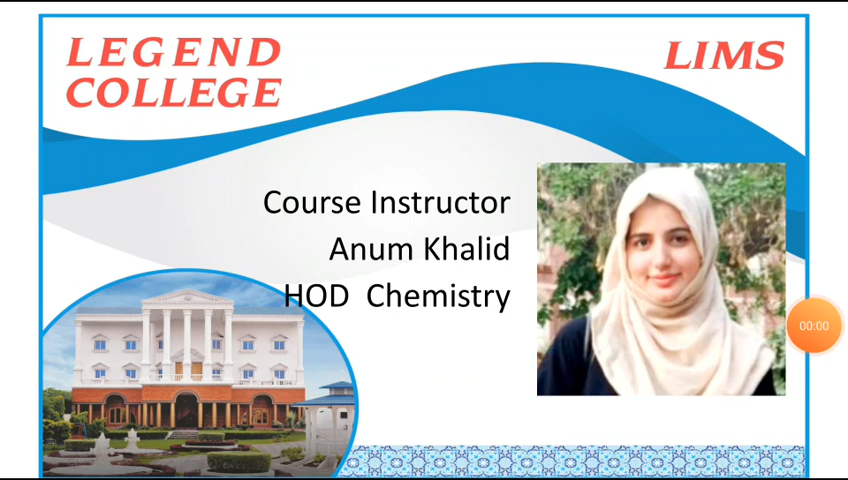 LEGEND
COLLEGE
LIMS
Course Instructor
Anum Khalid
HOD Chemistry
00:00